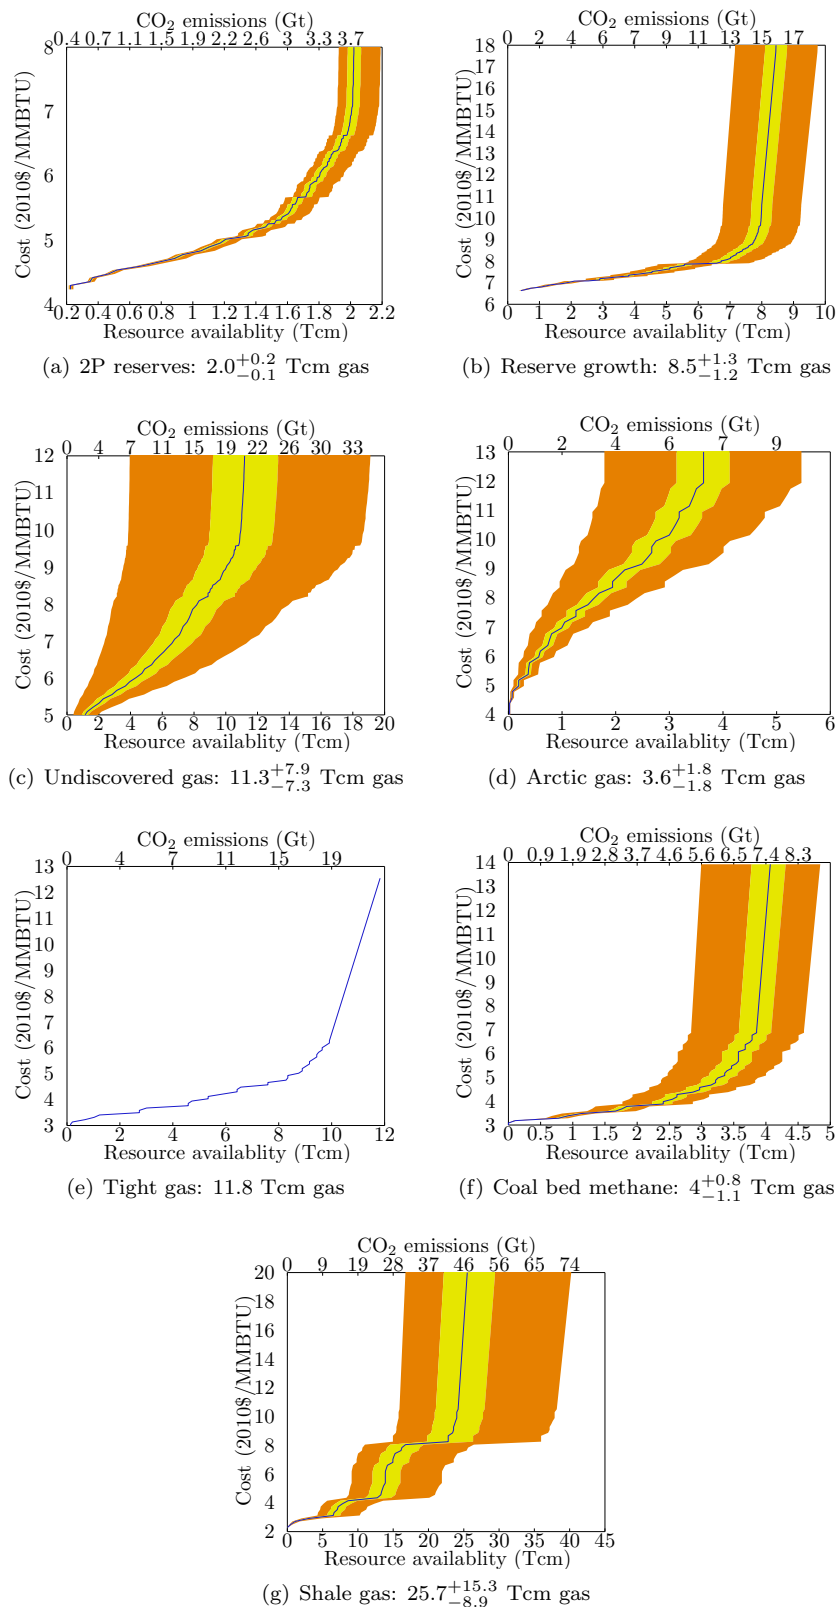 CO₂ emissions (Gt)
0.4 0.7 1.1 1.5 1.9 2.2 2.6 3 3.3 3.7
8
7
6
5
4
Cost (2010$/MMBTU)
0.2 0.4 0.6 0.8 1 1.2 1.4 1.6 1.8 2 2.2
Resource availablity (Tcm)
(a) 2P reserves: 2.0 +0.2 −0.1 Tcm gas
CO₂ emissions (Gt)
0 2 4 6 7 9 11 13 15 17
18
17
16
15
14
13
12
11
10
9
8
7
6
Cost (2010$/MMBTU)
0 1 2 3 4 5 6 7 8 9 10
Resource availablity (Tcm)
(b) Reserve growth: 8.5 +1.3 −1.2 Tcm gas
CO₂ emissions (Gt)
0 4 7 11 15 19 22 26 30 33
12
11
10
9
8
7
6
5
Cost (2010$/MMBTU)
0 2 4 6 8 10 12 14 16 18 20
Resource availablity (Tcm)
(c) Undiscovered gas: 11.3 +7.9 −7.3 Tcm gas
CO₂ emissions (Gt)
0 2 4 6 7 9
13
12
11
10
9
8
7
6
5
4
Cost (2010$/MMBTU)
0 1 2 3 4 5 6
Resource availablity (Tcm)
(d) Arctic gas: 3.6 +1.8 −1.8 Tcm gas
CO₂ emissions (Gt)
0 4 7 11 15 19
13
12
11
10
9
8
7
6
5
4
3
Cost (2010$/MMBTU)
0 2 4 6 8 10 12
Resource availablity (Tcm)
(e) Tight gas: 11.8 Tcm gas
CO₂ emissions (Gt)
0 0.9 1.9 2.8 3.7 4.6 5.6 6.5 7.4 8.3
14
13
12
11
10
9
8
7
6
5
4
3
Cost (2010$/MMBTU)
0 0.5 1 1.5 2 2.5 3 3.5 4 4.5 5
Resource availablity (Tcm)
(f) Coal bed methane: 4 +0.8 −1.1 Tcm gas
CO₂ emissions (Gt)
0 9 19 28 37 46 56 65 74
20
18
16
14
12
10
8
6
4
2
Cost (2010$/MMBTU)
0 5 10 15 20 25 30 35 40 45
Resource availablity (Tcm)
(g) Shale gas: 25.7 +15.3 −8.9 Tcm gas